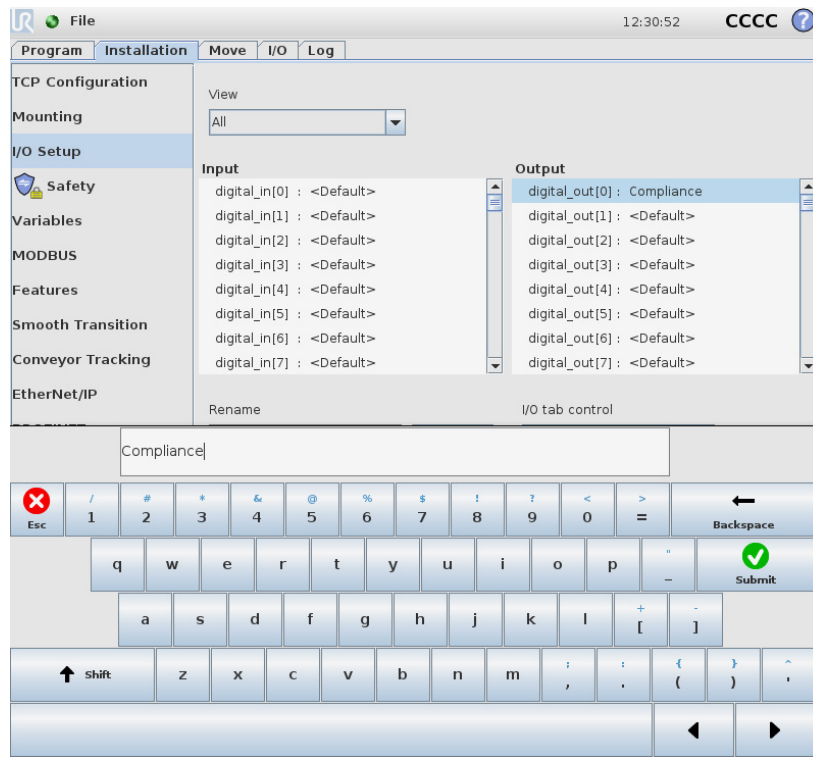 File 12:30:52 CCCC ?
Program Installation Move I/O Log
TCP Configuration
Mounting
I/O Setup
Safety
Variables
MODBUS
Features
Smooth Transition
Conveyor Tracking
EtherNet/IP
View
All
Input
digital_in[0] : <Default>
digital_in[1] : <Default>
digital_in[2] : <Default>
digital_in[3] : <Default>
digital_in[4] : <Default>
digital_in[5] : <Default>
digital_in[6] : <Default>
digital_in[7] : <Default>
Output
digital_out[0] : Compliance
digital_out[1] : <Default>
digital_out[2] : <Default>
digital_out[3] : <Default>
digital_out[4] : <Default>
digital_out[5] : <Default>
digital_out[6] : <Default>
digital_out[7] : <Default>
Rename
I/O tab control
Compliance
/ # * & @ % $ ! ? < >
Esc 1 2 3 4 5 6 7 8 9 0 = Backspace
"
q w e r t y u i o p _ Submit
+ -
a s d f g h j k l [ ]
; : { } ^
Shift z x c v b n m , . ( ) '